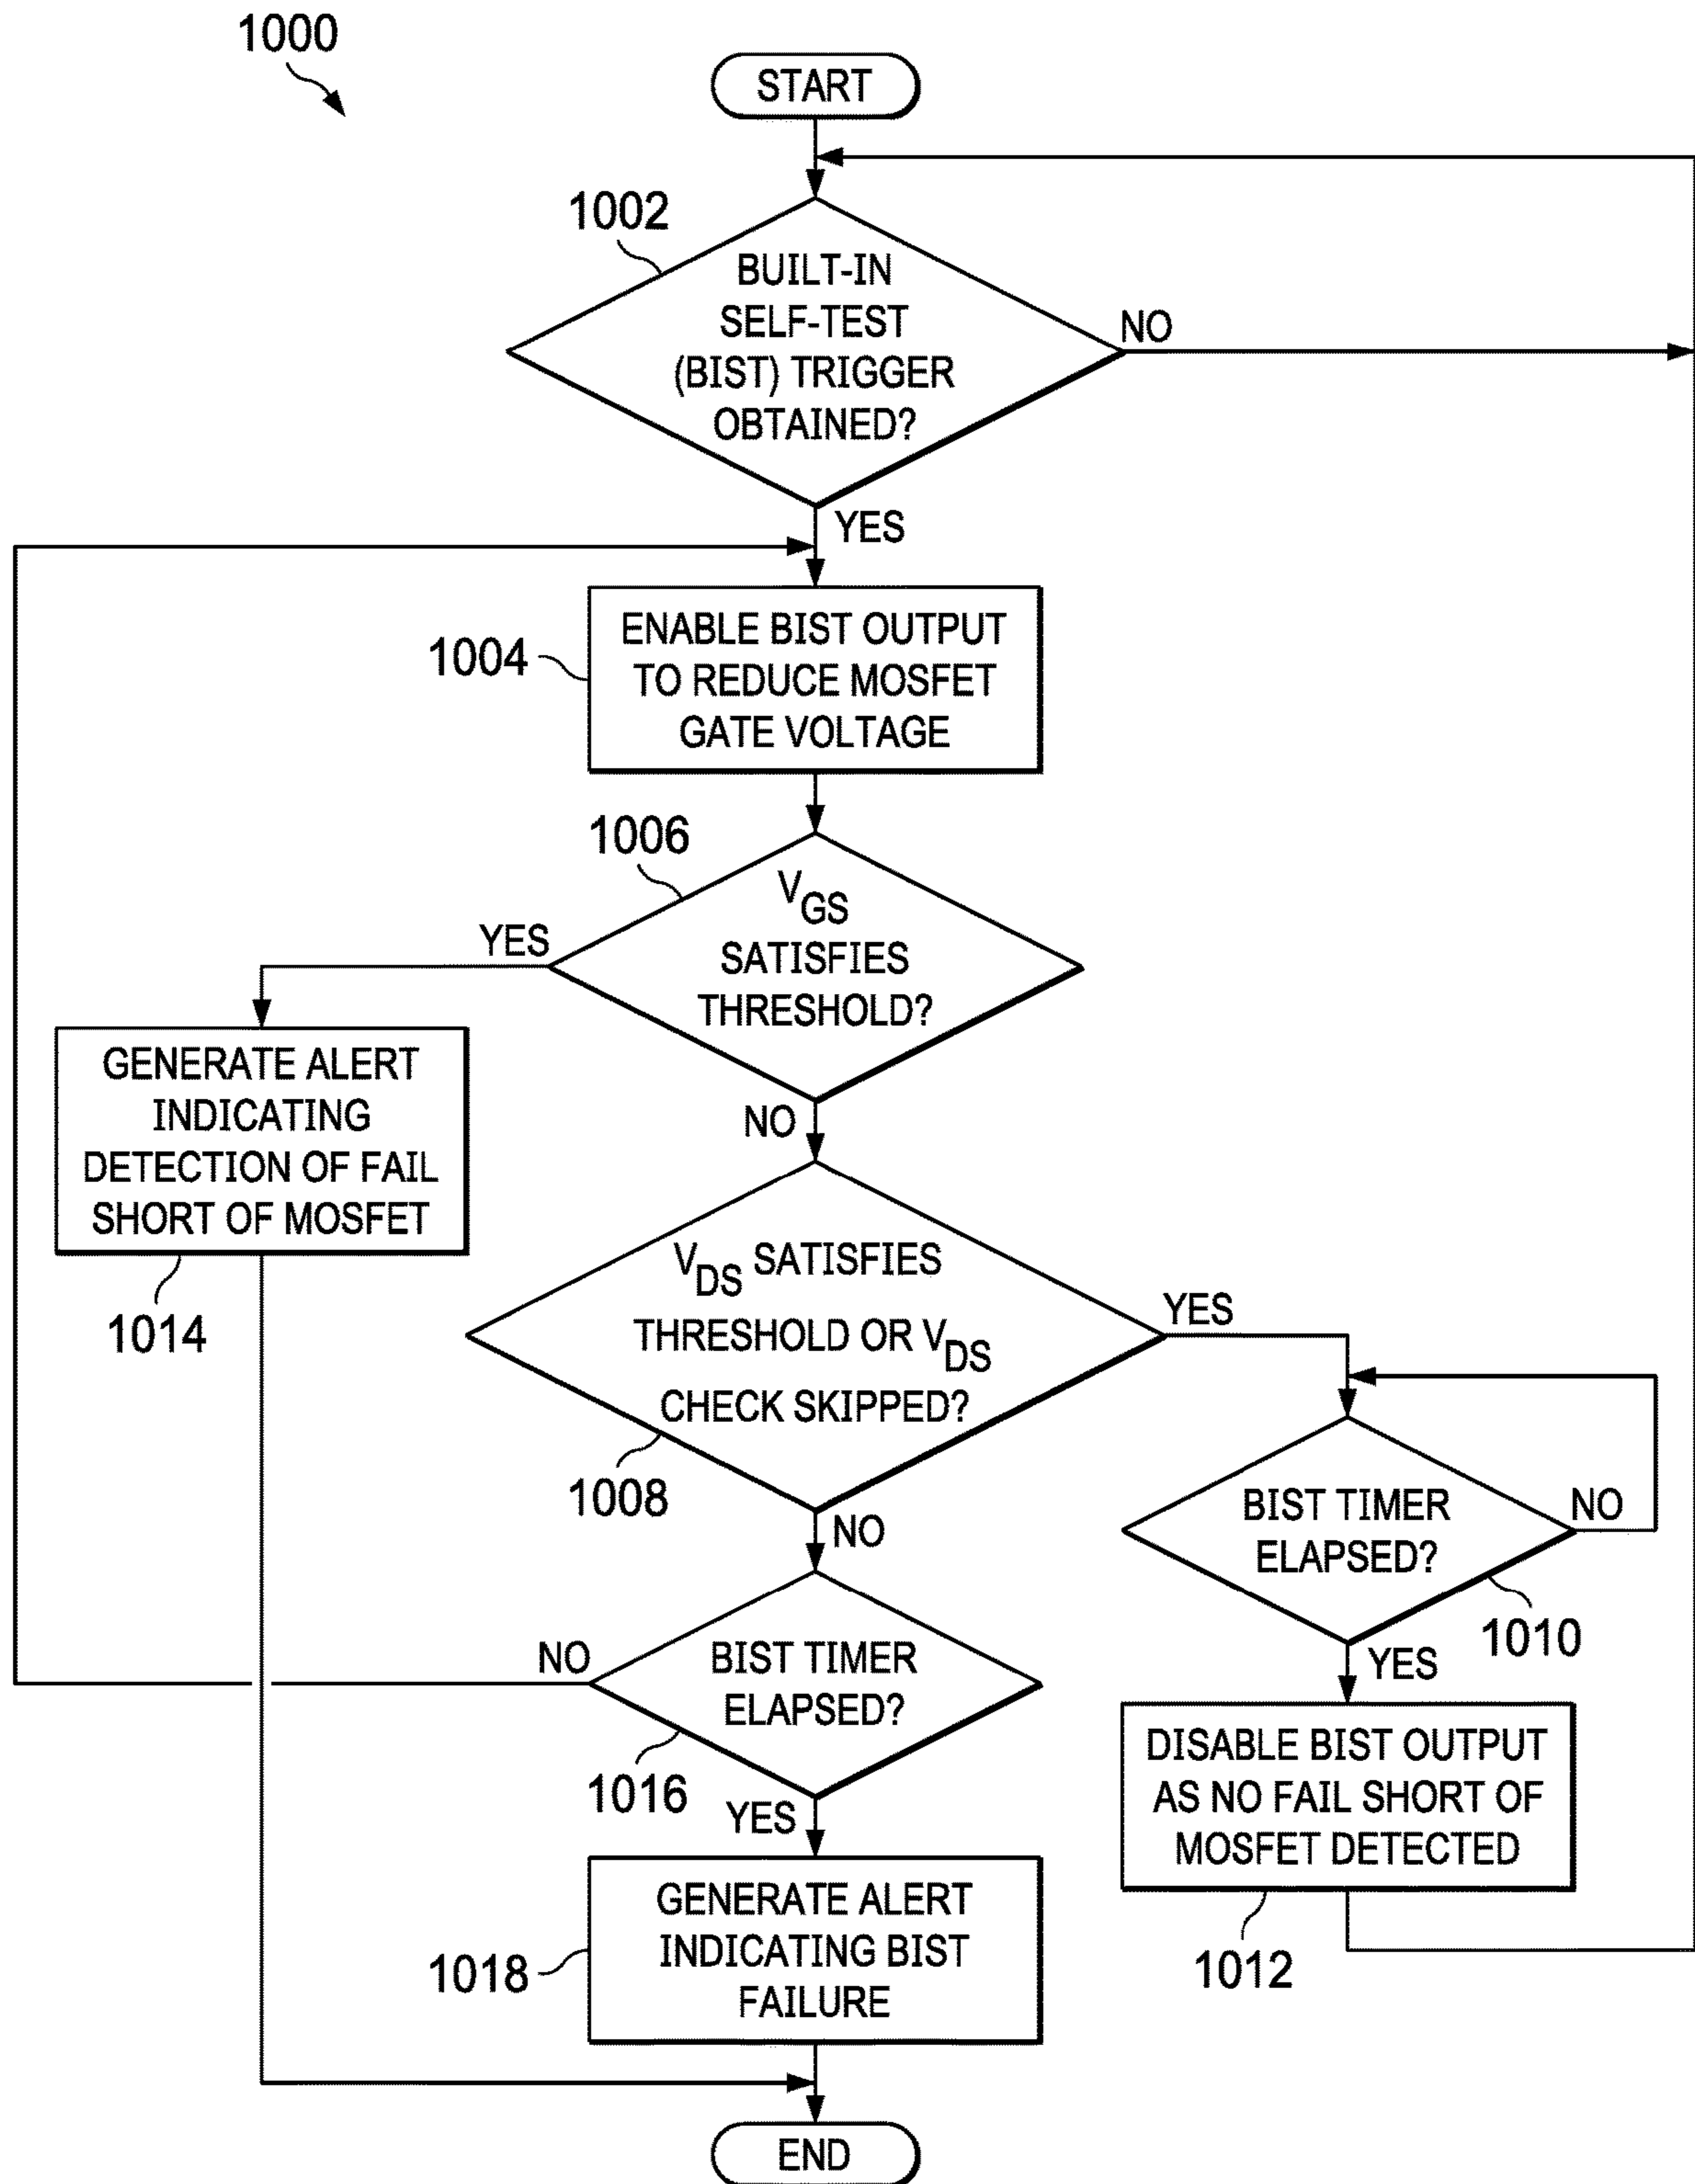 1000
START
1002
BUILT-IN
SELF-TEST
(BIST) TRIGGER
OBTAINED?
NO
YES
1004
ENABLE BIST OUTPUT
TO REDUCE MOSFET
GATE VOLTAGE
1006
VGS
SATISFIES
THRESHOLD?
YES
NO
GENERATE ALERT
INDICATING
DETECTION OF FAIL
SHORT OF MOSFET
1014
VDS SATISFIES
THRESHOLD OR VDS
CHECK SKIPPED?
1008
YES
NO
BIST TIMER
ELAPSED?
NO
1010
YES
BIST TIMER
ELAPSED?
NO
1016
YES
DISABLE BIST OUTPUT
AS NO FAIL SHORT OF
MOSFET DETECTED
1012
GENERATE ALERT
INDICATING BIST
FAILURE
1018
END